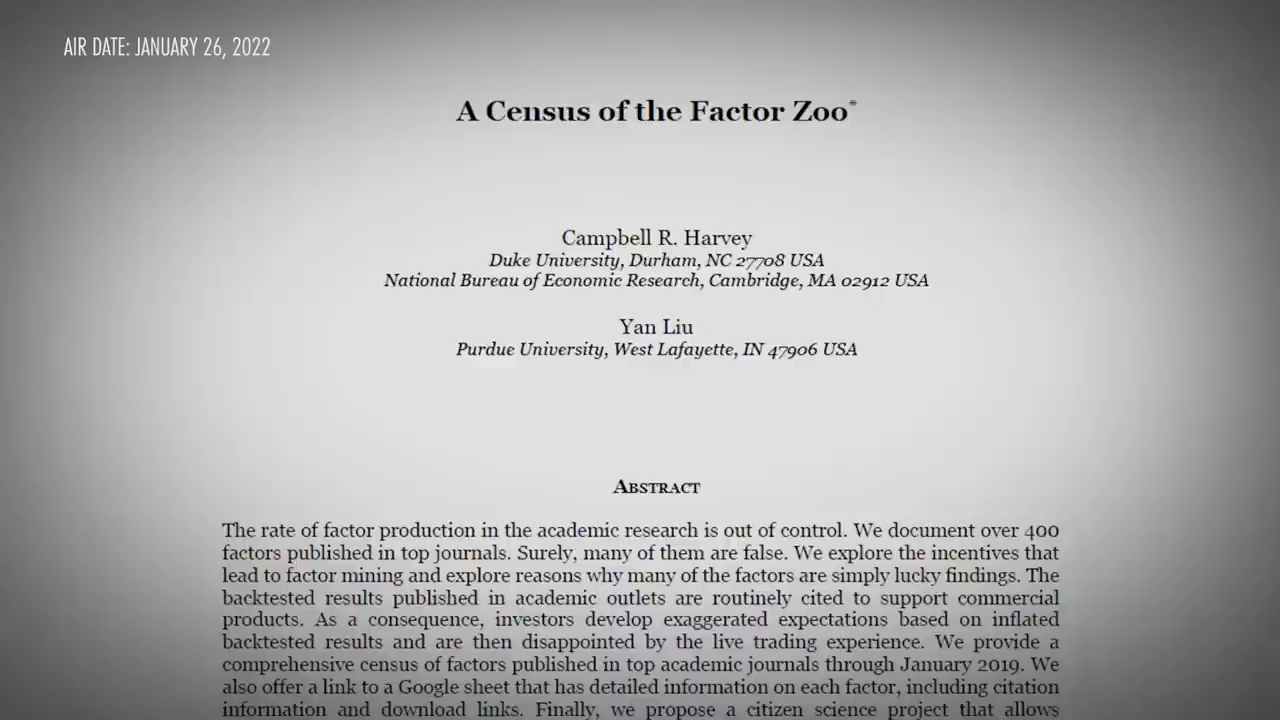 AIR DATE: JANUARY 26, 2022
A Census of the Factor Zoo*
Campbell R. Harvey
Duke University, Durham, NC 27708 USA
National Bureau of Economic Research, Cambridge, MA 02912 USA
Yan Liu
Purdue University, West Lafayette, IN 47906 USA
ABSTRACT
The rate of factor production in the academic research is out of control. We document over 400
factors published in top journals. Surely, many of them are false. We explore the incentives that
lead to factor mining and explore reasons why many of the factors are simply lucky findings. The
backtested results published in academic outlets are routinely cited to support commercial
products. As a consequence, investors develop exaggerated expectations based on inflated
backtested results and are then disappointed by the live trading experience. We provide a
comprehensive census of factors published in top academic journals through January 2019. We
also offer a link to a Google sheet that has detailed information on each factor, including citation
information and download links. Finally, we propose a citizen science project that allows